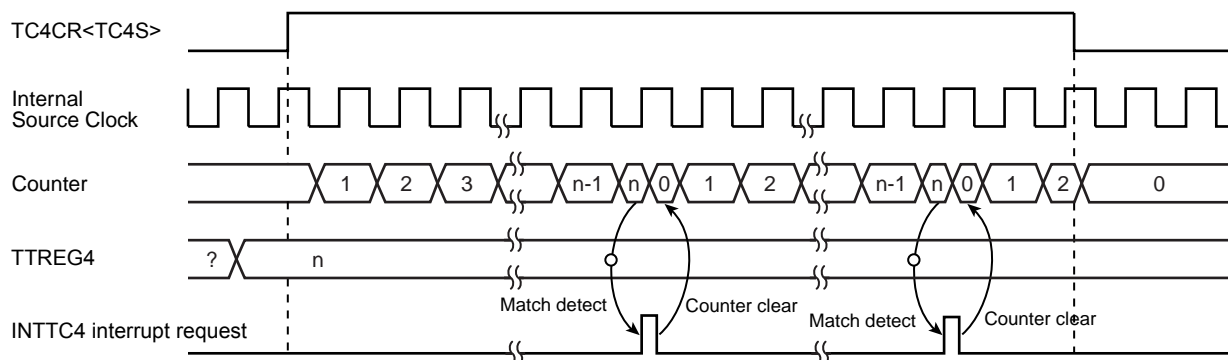 TC4CR<TC4S>
Internal
Source Clock
Counter
1 2 3 n-1 n 0 1 2 n-1 n 0 1 2 0
TTREG4
? n
Match detect Counter clear Match detect Counter clear
INTTC4 interrupt request